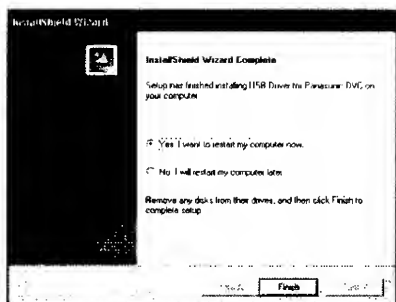 InstallShield Wizard
InstallShield Wizard Complete
Setup has finished installing USB Driver for Panasonic DVC on
your computer.
Yes, I want to restart my computer now.
No, I will restart my computer later.
Remove any disks from their drives, and then click Finish to
complete setup.
Finish